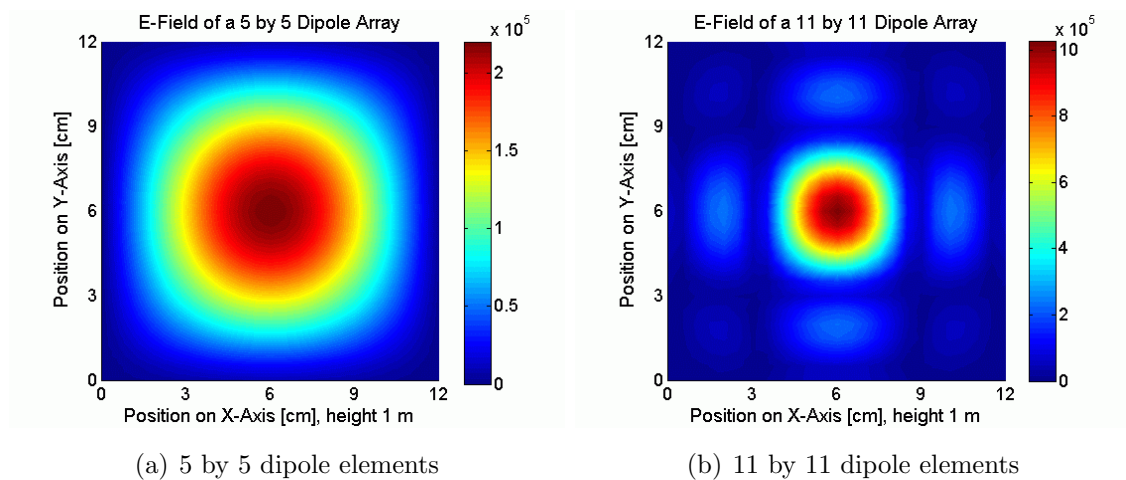 E-Field of a 5 by 5 Dipole Array
x 10^5
12
9
6
3
0
Position on Y-Axis [cm]
0 3 6 9 12
Position on X-Axis [cm], height 1 m
2
1.5
1
0.5
0
(a) 5 by 5 dipole elements
E-Field of a 11 by 11 Dipole Array
x 10^5
12
9
6
3
0
Position on Y-Axis [cm]
0 3 6 9 12
Position on X-Axis [cm], height 1 m
10
8
6
4
2
0
(b) 11 by 11 dipole elements